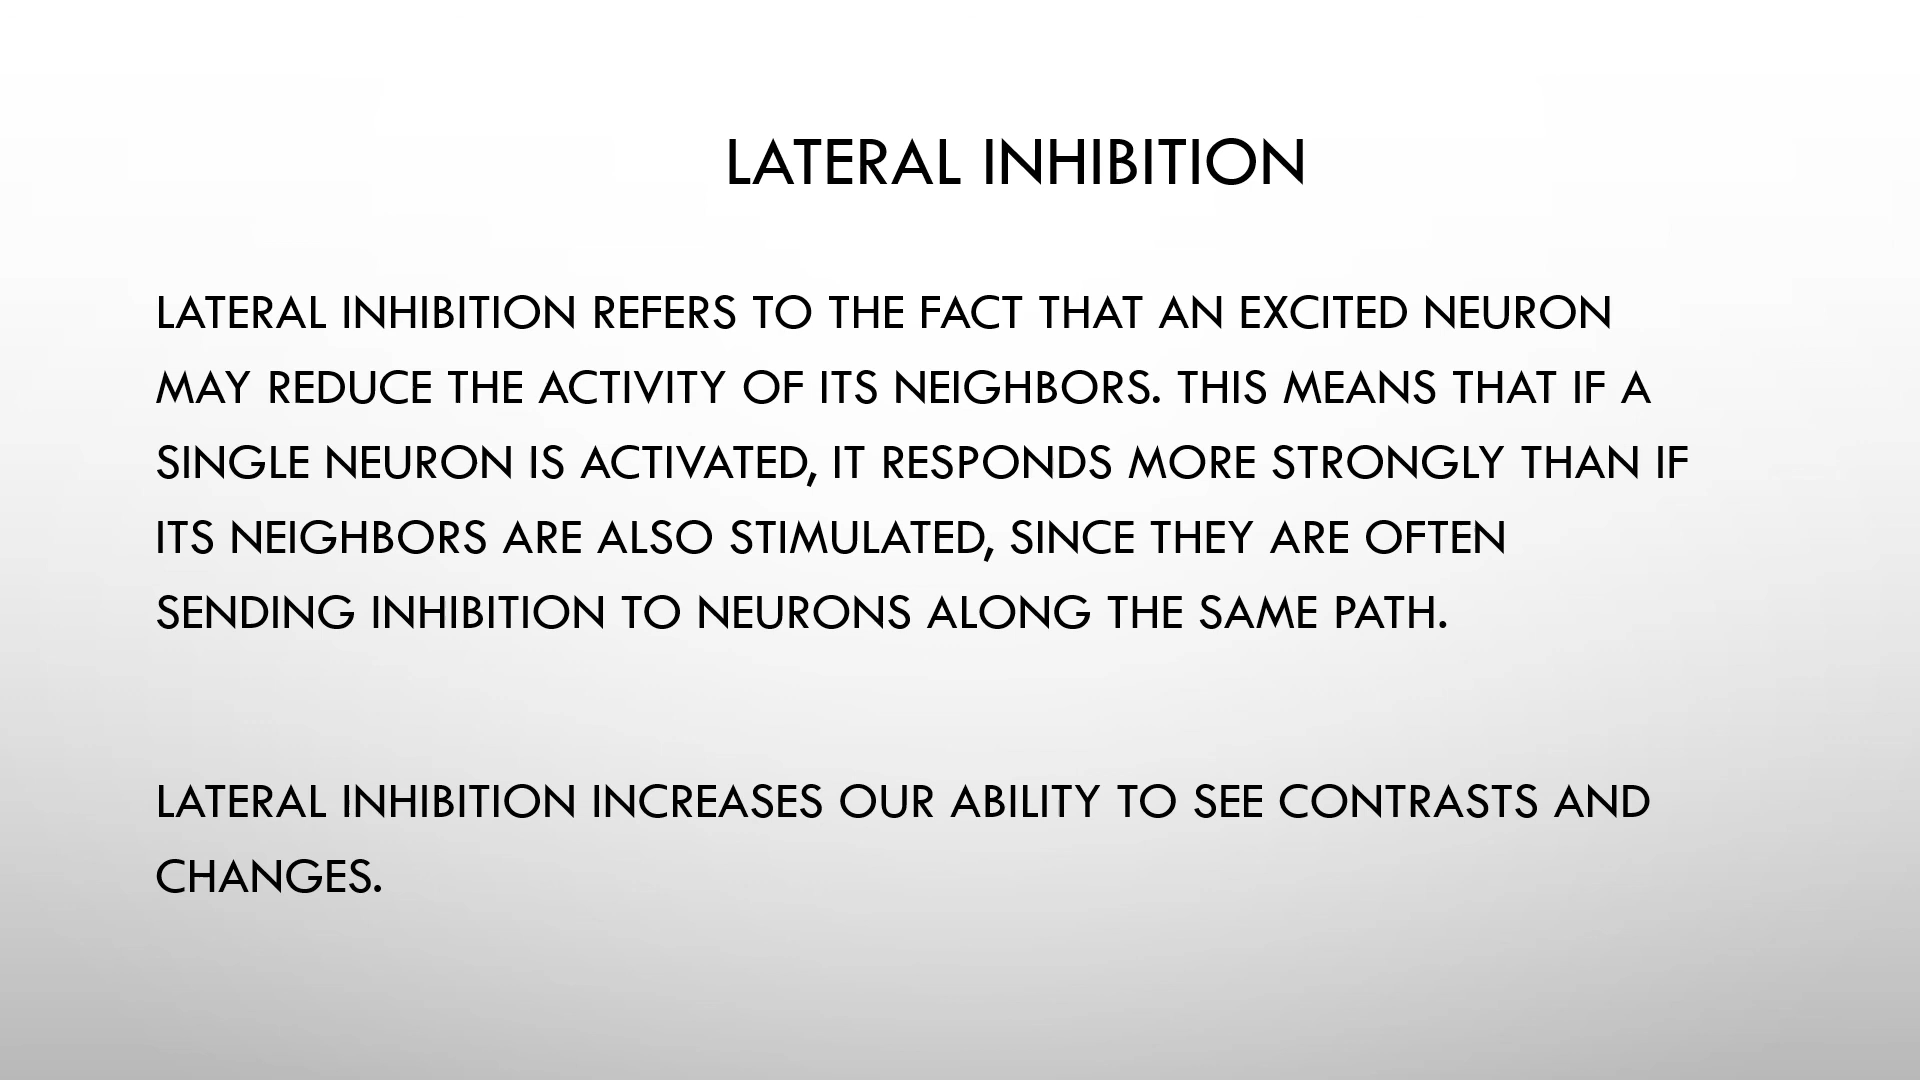 LATERAL INHIBITION
LATERAL INHIBITION REFERS TO THE FACT THAT AN EXCITED NEURON
MAY REDUCE THE ACTIVITY OF ITS NEIGHBORS. THIS MEANS THAT IF A
SINGLE NEURON IS ACTIVATED, IT RESPONDS MORE STRONGLY THAN IF
ITS NEIGHBORS ARE ALSO STIMULATED, SINCE THEY ARE OFTEN
SENDING INHIBITION TO NEURONS ALONG THE SAME PATH.
LATERAL INHIBITION INCREASES OUR ABILITY TO SEE CONTRASTS AND
CHANGES.